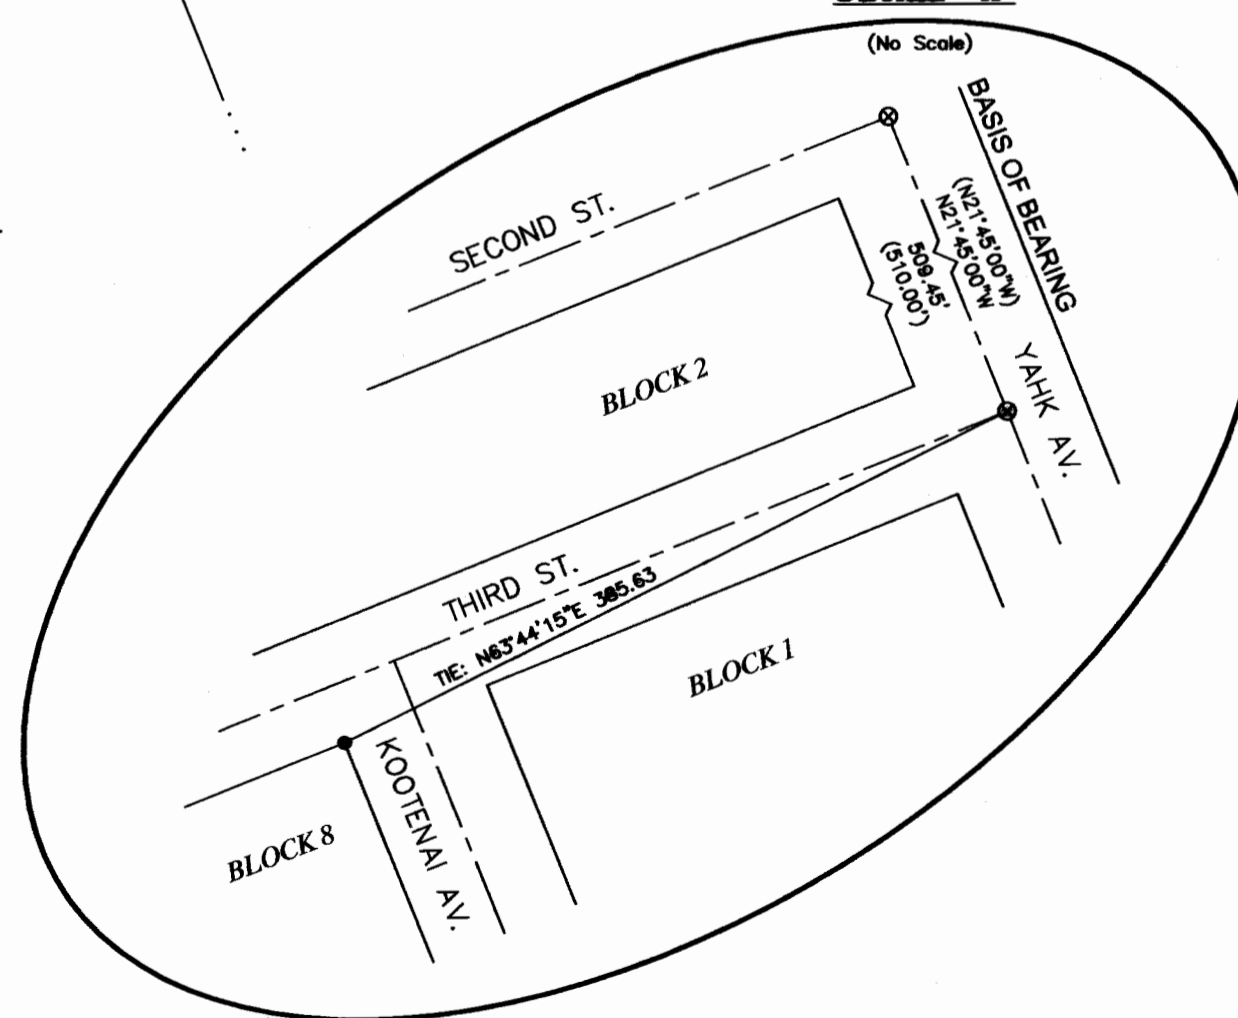 (No Scale)
BASIS OF BEARING
(N21°45'00"W)
N21°45'00"W
509.45'
(510.00')
SECOND ST.
BLOCK 2
YAHK AV.
THIRD ST.
TIE: N63°44'15"E 385.63
BLOCK 1
KOOTENAI AV.
BLOCK 8